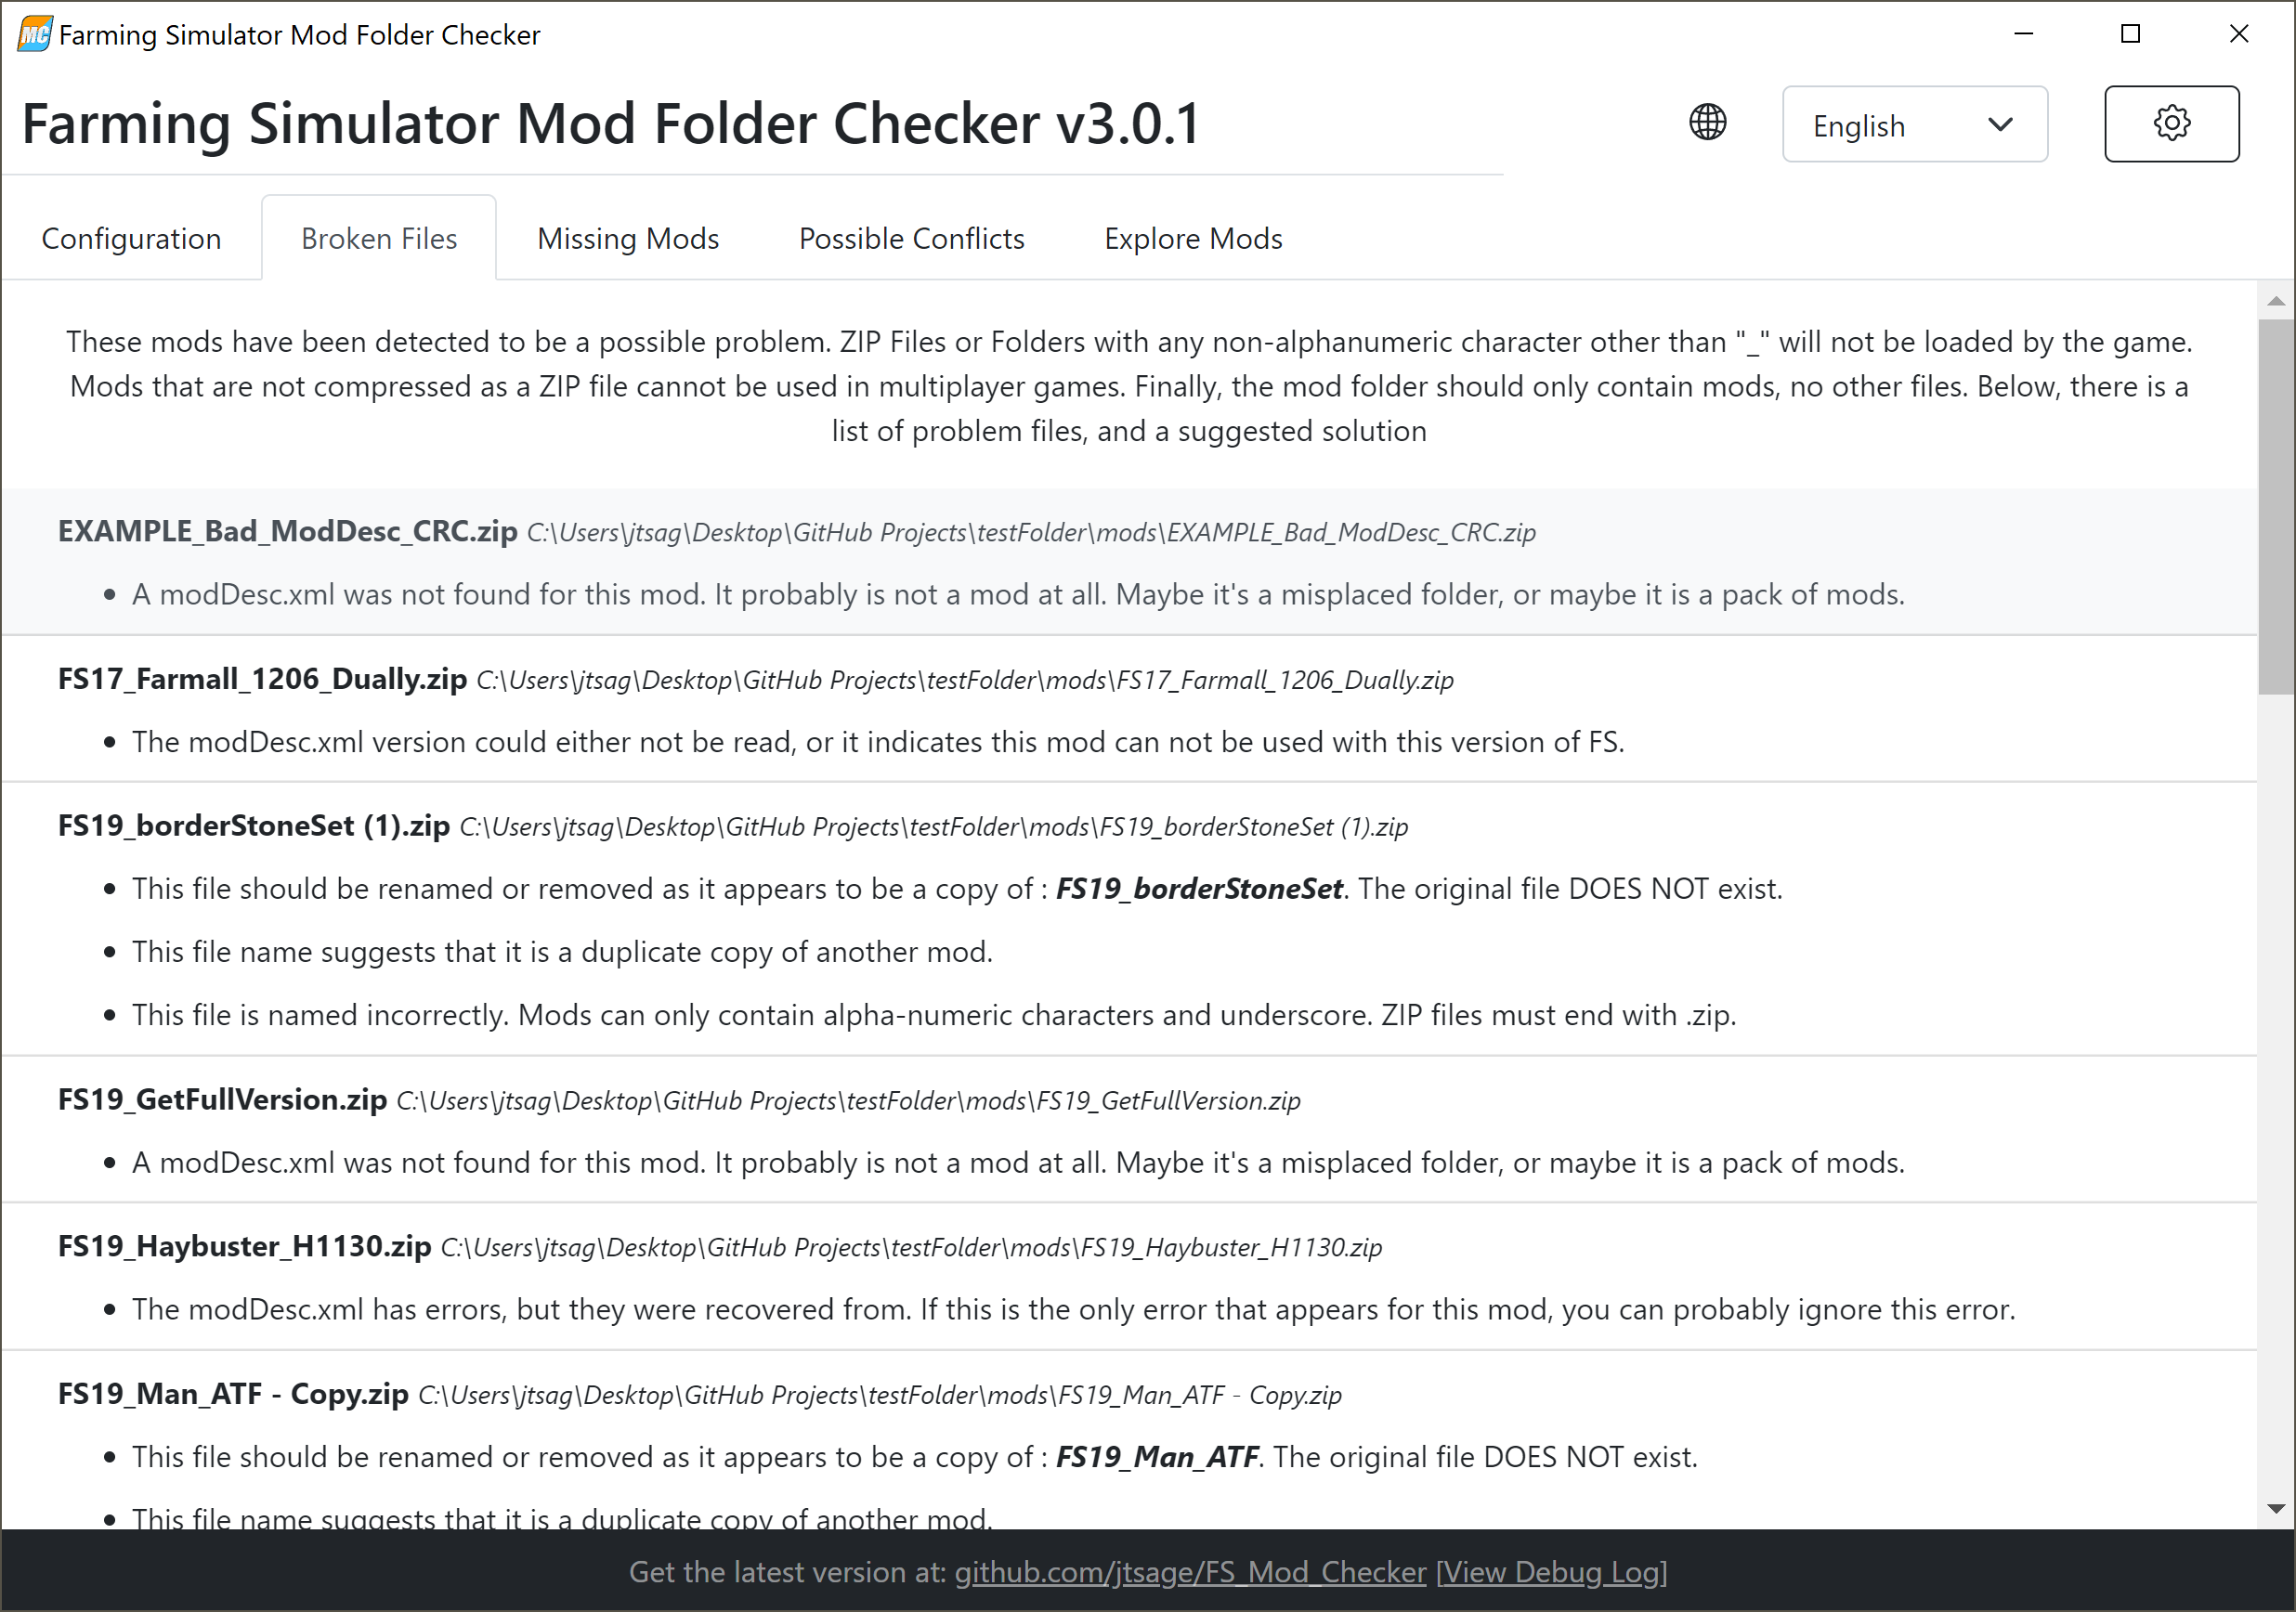 MC Farming Simulator Mod Folder Checker
Farming Simulator Mod Folder Checker v3.0.1
English
Configuration
Broken Files
Missing Mods
Possible Conflicts
Explore Mods
These mods have been detected to be a possible problem. ZIP Files or Folders with any non-alphanumeric character other than "_" will not be loaded by the game.
Mods that are not compressed as a ZIP file cannot be used in multiplayer games. Finally, the mod folder should only contain mods, no other files. Below, there is a
list of problem files, and a suggested solution
EXAMPLE_Bad_ModDesc_CRC.zip C:\Users\jtsag\Desktop\GitHub Projects\testFolder\mods\EXAMPLE_Bad_ModDesc_CRC.zip
• A modDesc.xml was not found for this mod. It probably is not a mod at all. Maybe it's a misplaced folder, or maybe it is a pack of mods.
FS17_Farmall_1206_Dually.zip C:\Users\jtsag\Desktop\GitHub Projects\testFolder\mods\FS17_Farmall_1206_Dually.zip
• The modDesc.xml version could either not be read, or it indicates this mod can not be used with this version of FS.
FS19_borderStoneSet (1).zip C:\Users\jtsag\Desktop\GitHub Projects\testFolder\mods\FS19_borderStoneSet (1).zip
• This file should be renamed or removed as it appears to be a copy of : FS19_borderStoneSet. The original file DOES NOT exist.
• This file name suggests that it is a duplicate copy of another mod.
• This file is named incorrectly. Mods can only contain alpha-numeric characters and underscore. ZIP files must end with .zip.
FS19_GetFullVersion.zip C:\Users\jtsag\Desktop\GitHub Projects\testFolder\mods\FS19_GetFullVersion.zip
• A modDesc.xml was not found for this mod. It probably is not a mod at all. Maybe it's a misplaced folder, or maybe it is a pack of mods.
FS19_Haybuster_H1130.zip C:\Users\jtsag\Desktop\GitHub Projects\testFolder\mods\FS19_Haybuster_H1130.zip
• The modDesc.xml has errors, but they were recovered from. If this is the only error that appears for this mod, you can probably ignore this error.
FS19_Man_ATF - Copy.zip C:\Users\jtsag\Desktop\GitHub Projects\testFolder\mods\FS19_Man_ATF - Copy.zip
• This file should be renamed or removed as it appears to be a copy of : FS19_Man_ATF. The original file DOES NOT exist.
• This file name suggests that it is a duplicate copy of another mod.
Get the latest version at: github.com/jtsage/FS_Mod_Checker [View Debug Log]